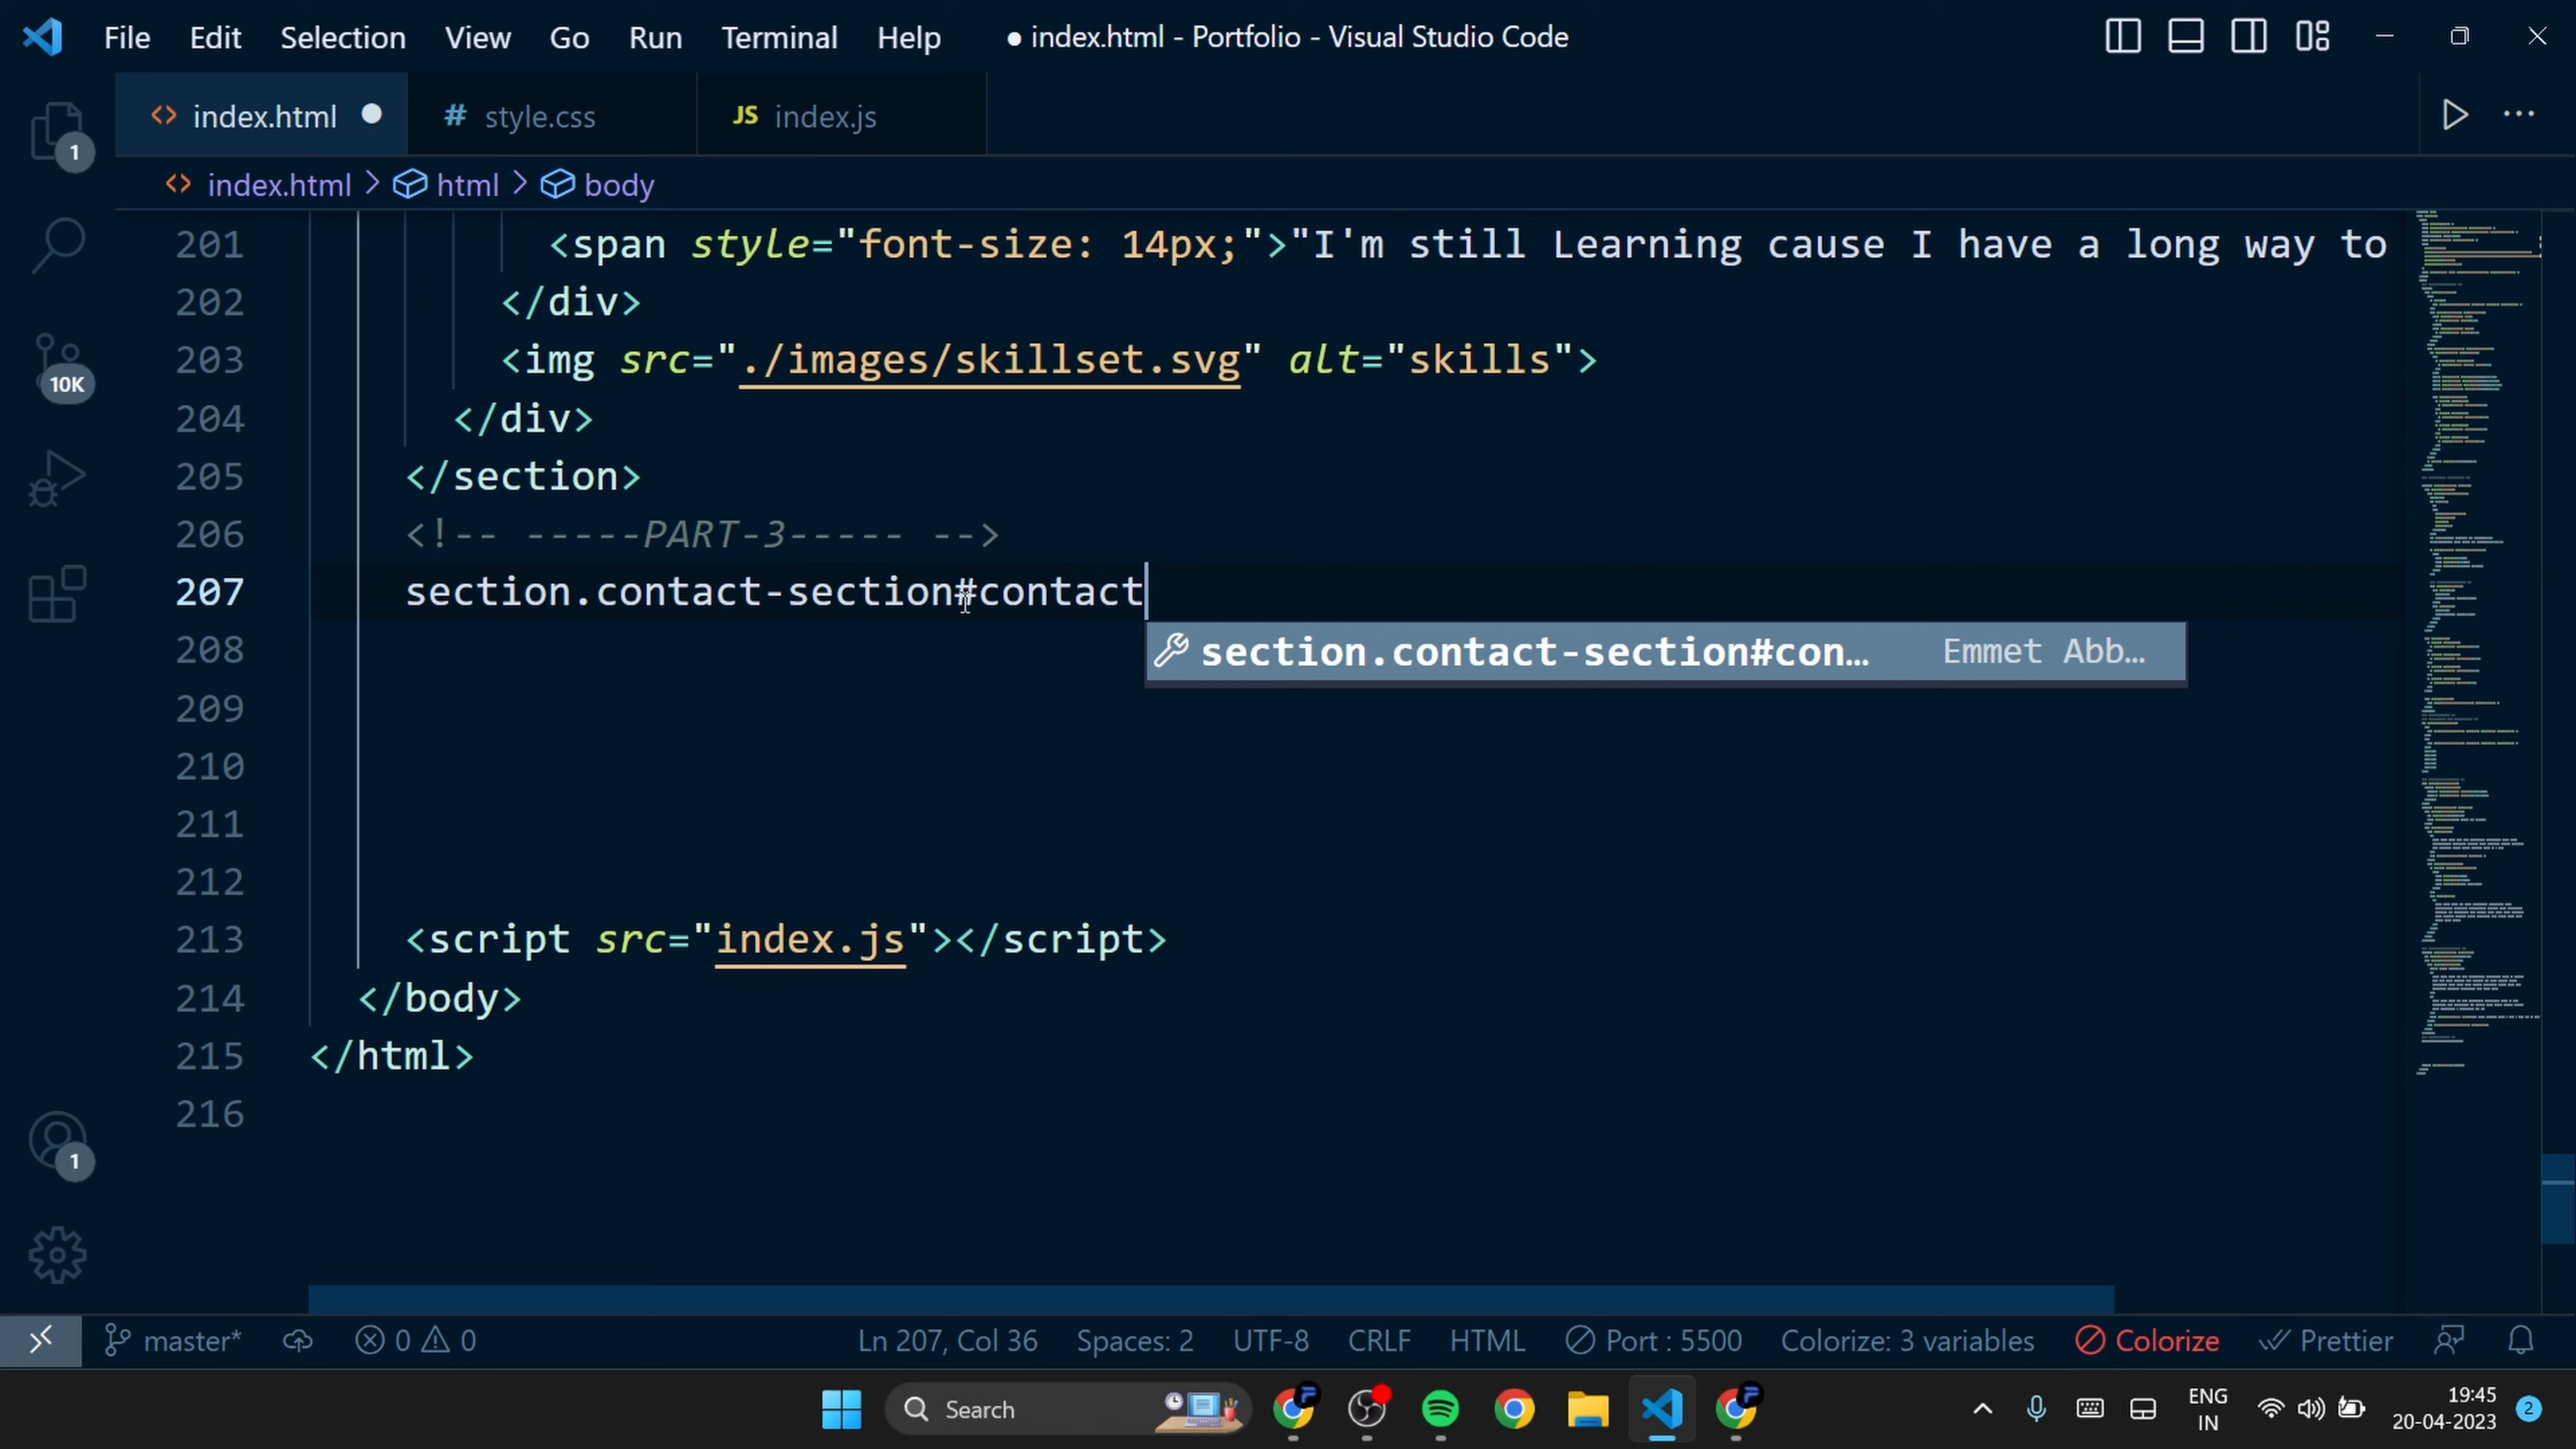 File Edit Selection View Go Run Terminal Help ● index.html - Portfolio - Visual Studio Code
<> index.html ● # style.css JS index.js
<> index.html > html > body
1
10K
1
201 <span style="font-size: 14px;">"I'm still Learning cause I have a long way to
202 </div>
203 <img src="./images/skillset.svg" alt="skills">
204 </div>
205 </section>
206 <!-- -----PART-3----- -->
207 section.contact-section#contact
208 section.contact-section#con… Emmet Abb…
209
210
211
212
213 <script src="index.js"></script>
214 </body>
215 </html>
216
master* 0 0 Ln 207, Col 36 Spaces: 2 UTF-8 CRLF HTML Port : 5500 Colorize: 3 variables Colorize Prettier
Search ENG IN 19:45 20-04-2023 2